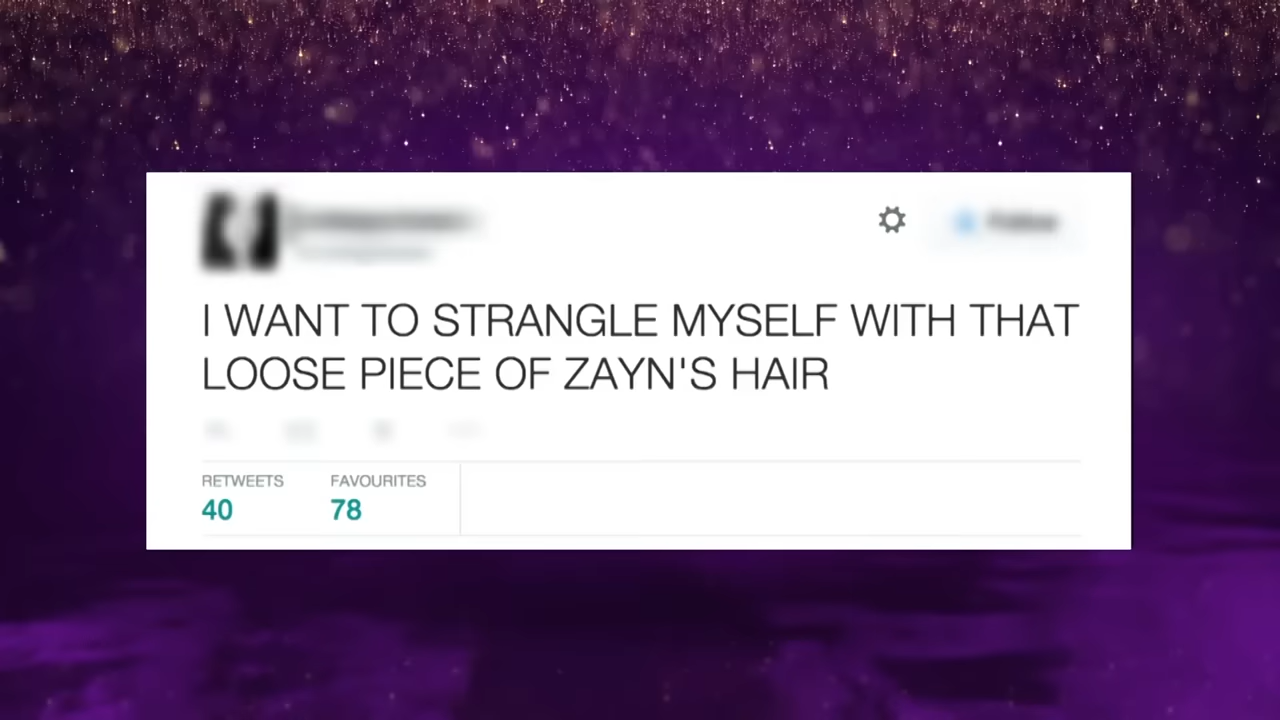 I WANT TO STRANGLE MYSELF WITH THAT
LOOSE PIECE OF ZAYN'S HAIR
RETWEETS FAVOURITES
40 78